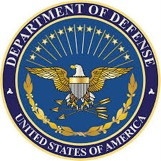 DEPARTMENT OF DEFENSE
UNITED STATES OF AMERICA